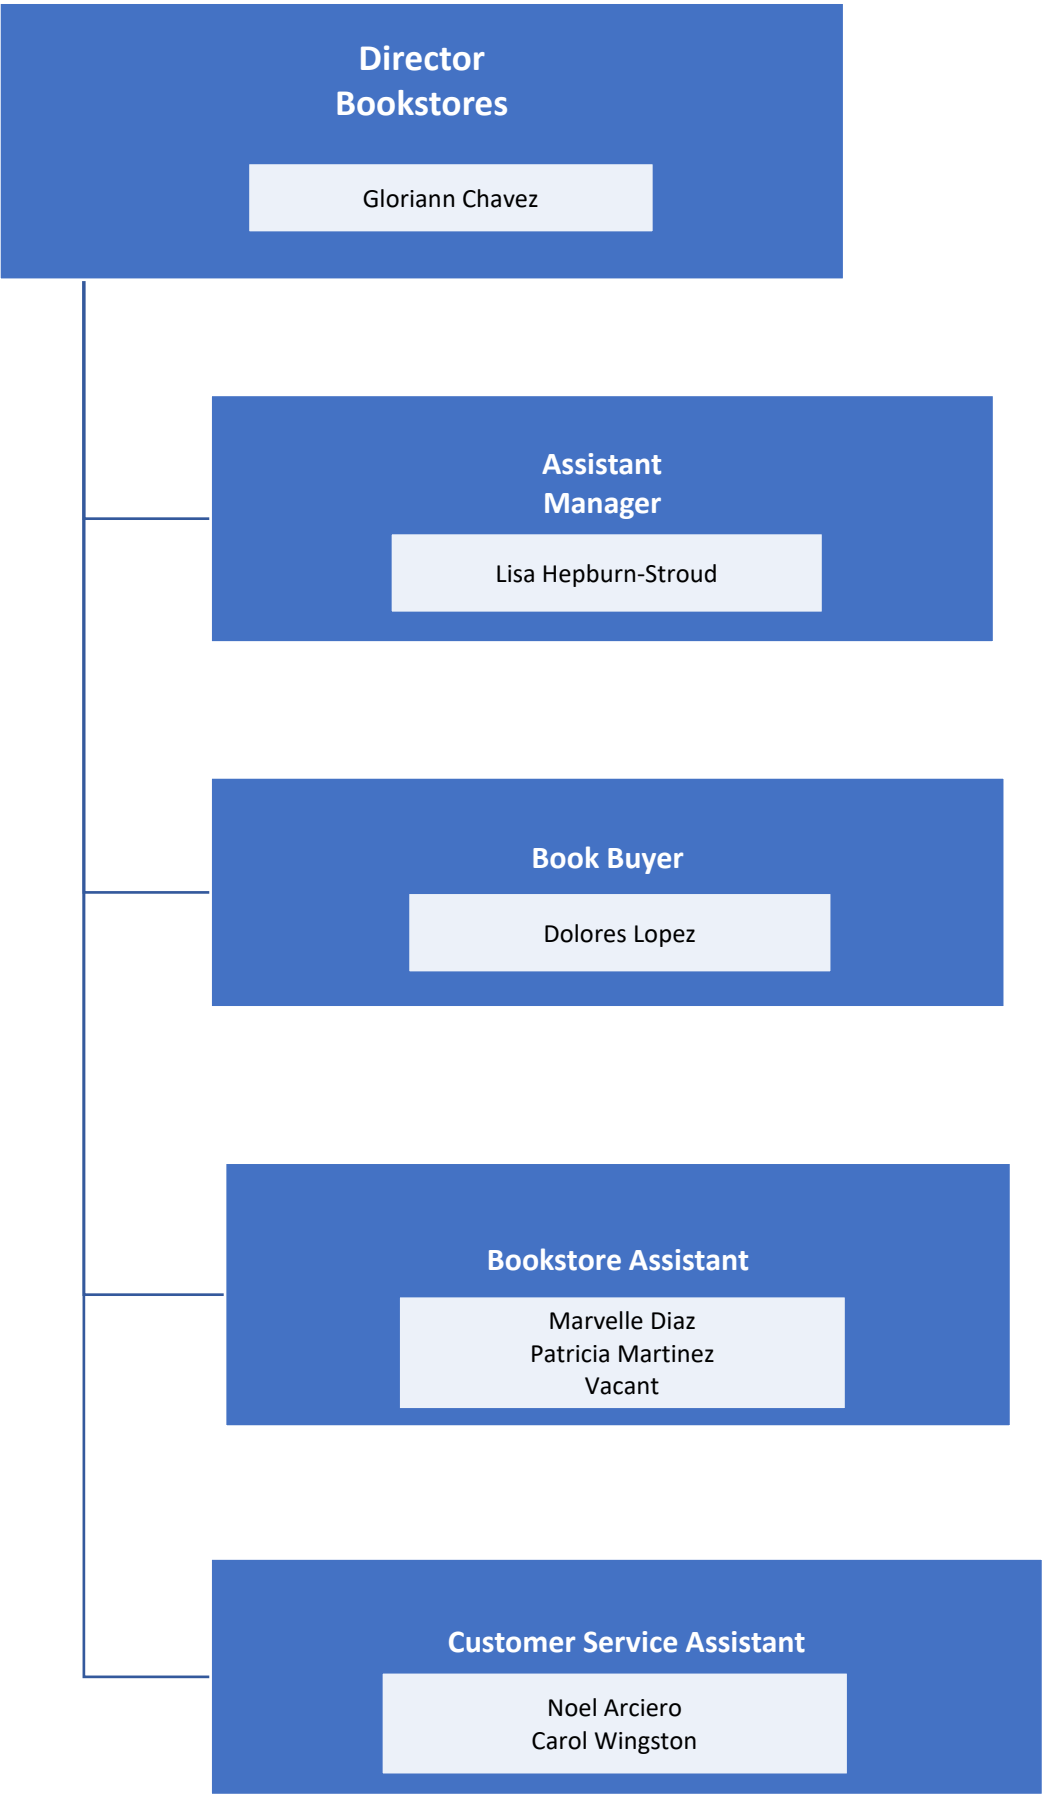 Director
Bookstores
Gloriann Chavez
Assistant
Manager
Lisa Hepburn-Stroud
Book Buyer
Dolores Lopez
Bookstore Assistant
Marvelle Diaz
Patricia Martinez
Vacant
Customer Service Assistant
Noel Arciero
Carol Wingston